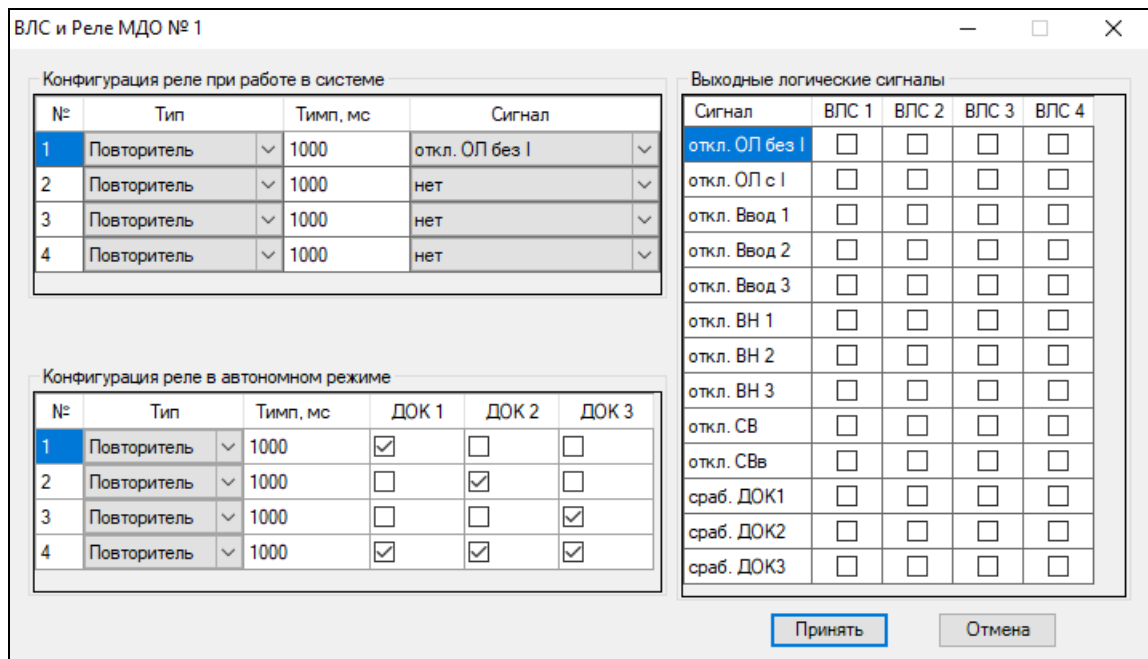 ВЛС и Реле МДО № 1
Конфигурация реле при работе в системе
№ Тип Тимп, мс Сигнал
1 Повторитель 1000 откл. ОЛ без I
2 Повторитель 1000 нет
3 Повторитель 1000 нет
4 Повторитель 1000 нет
Конфигурация реле в автономном режиме
№ Тип Тимп, мс ДОК 1 ДОК 2 ДОК 3
1 Повторитель 1000
2 Повторитель 1000
3 Повторитель 1000
4 Повторитель 1000
Выходные логические сигналы
Сигнал ВЛС 1 ВЛС 2 ВЛС 3 ВЛС 4
откл. ОЛ без I
откл. ОЛ с I
откл. Ввод 1
откл. Ввод 2
откл. Ввод 3
откл. ВН 1
откл. ВН 2
откл. ВН 3
откл. СВ
откл. СВв
сраб. ДОК1
сраб. ДОК2
сраб. ДОК3
Принять Отмена